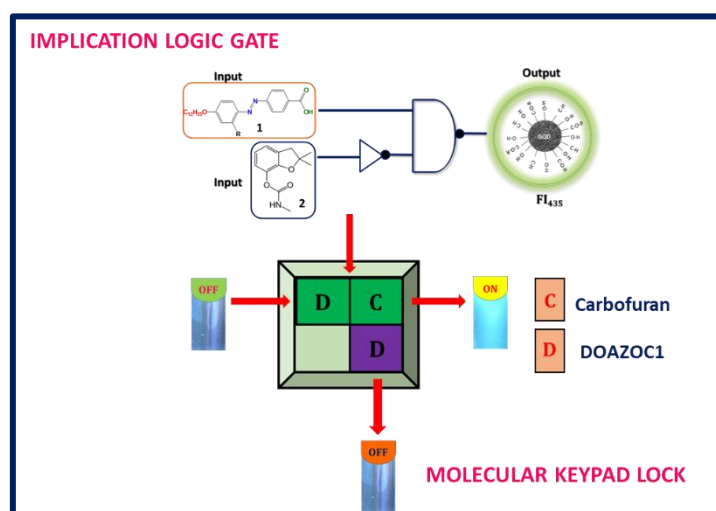 IMPLICATION LOGIC GATE
Input
Output
C₁₂H₂₅O
N
N
O
OH
R
1
Input
O
O
O
HN
2
GQD
FI₄₃₅
OFF
D C
D
ON
C Carbofuran
D DOAZOC1
OFF
MOLECULAR KEYPAD LOCK